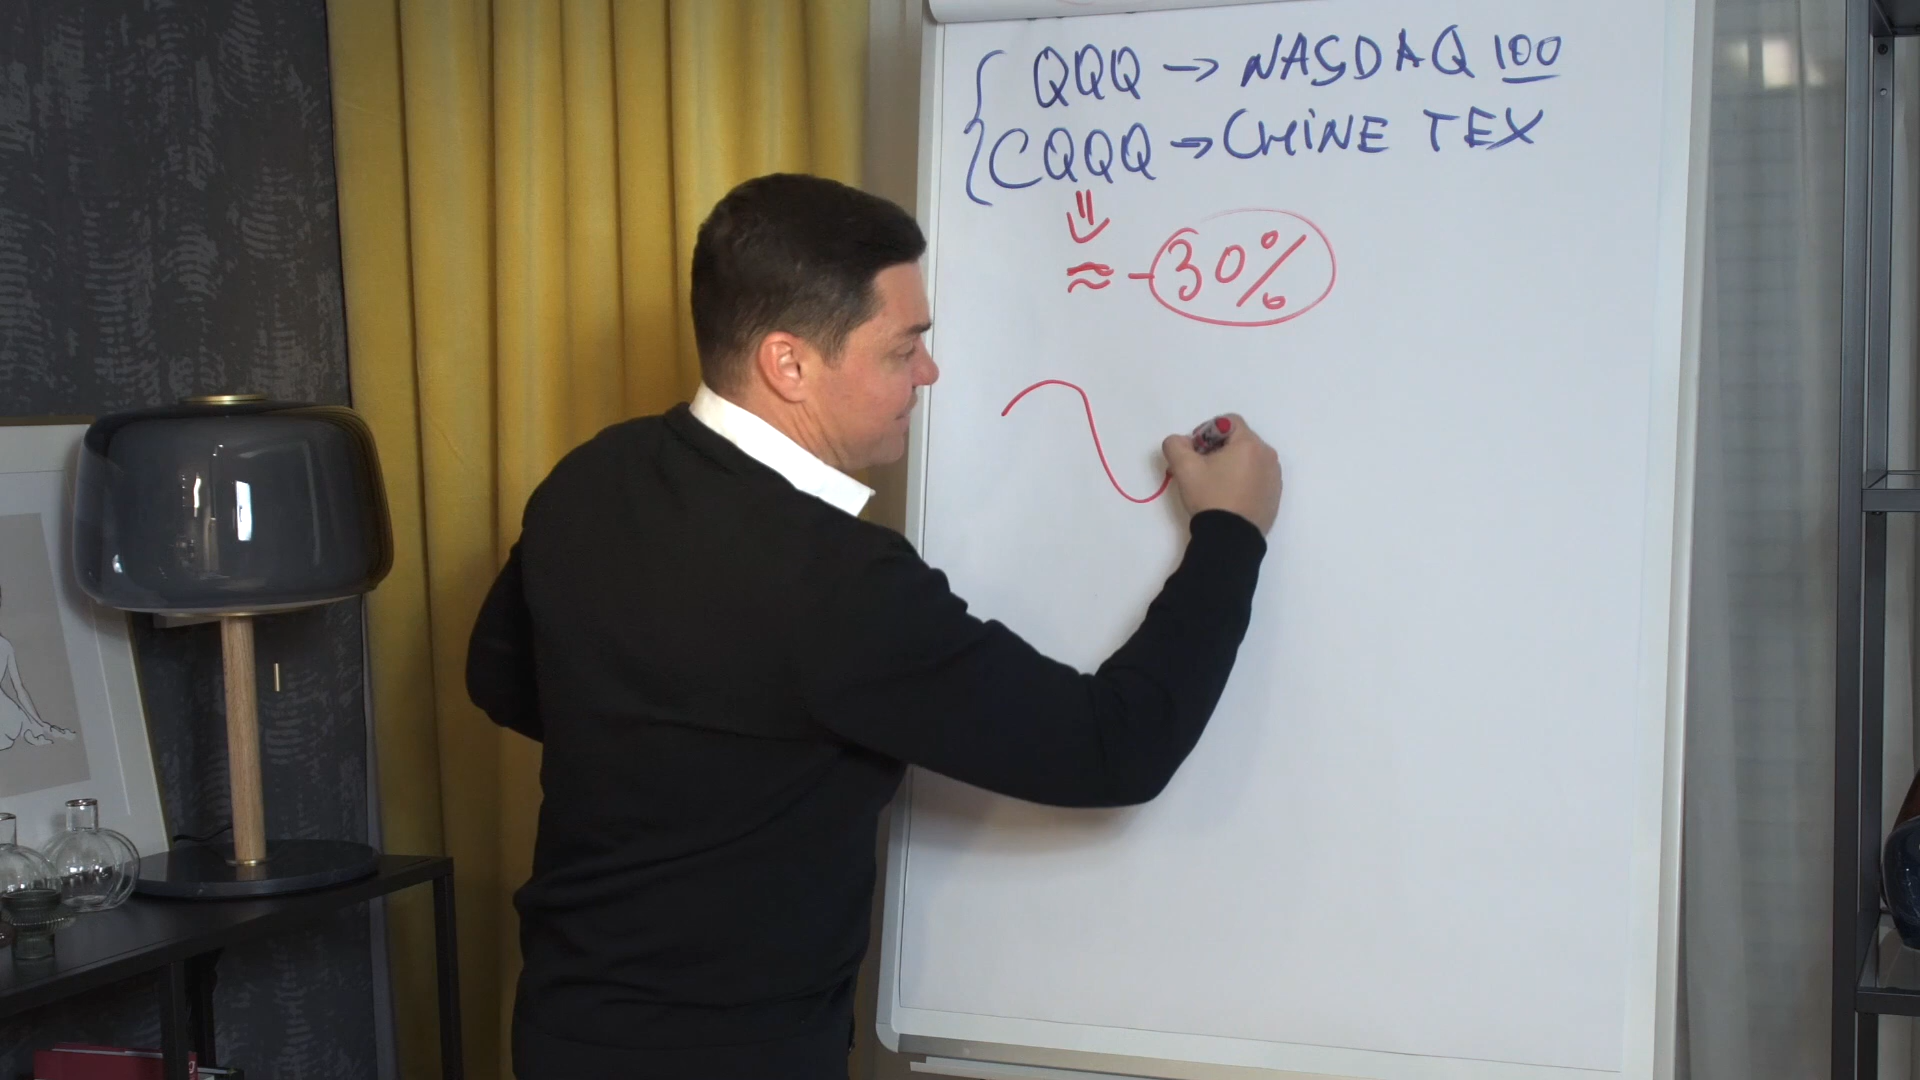 QQQ → NASDAQ 100
CQQQ → CHINE TEX
≈ -30%